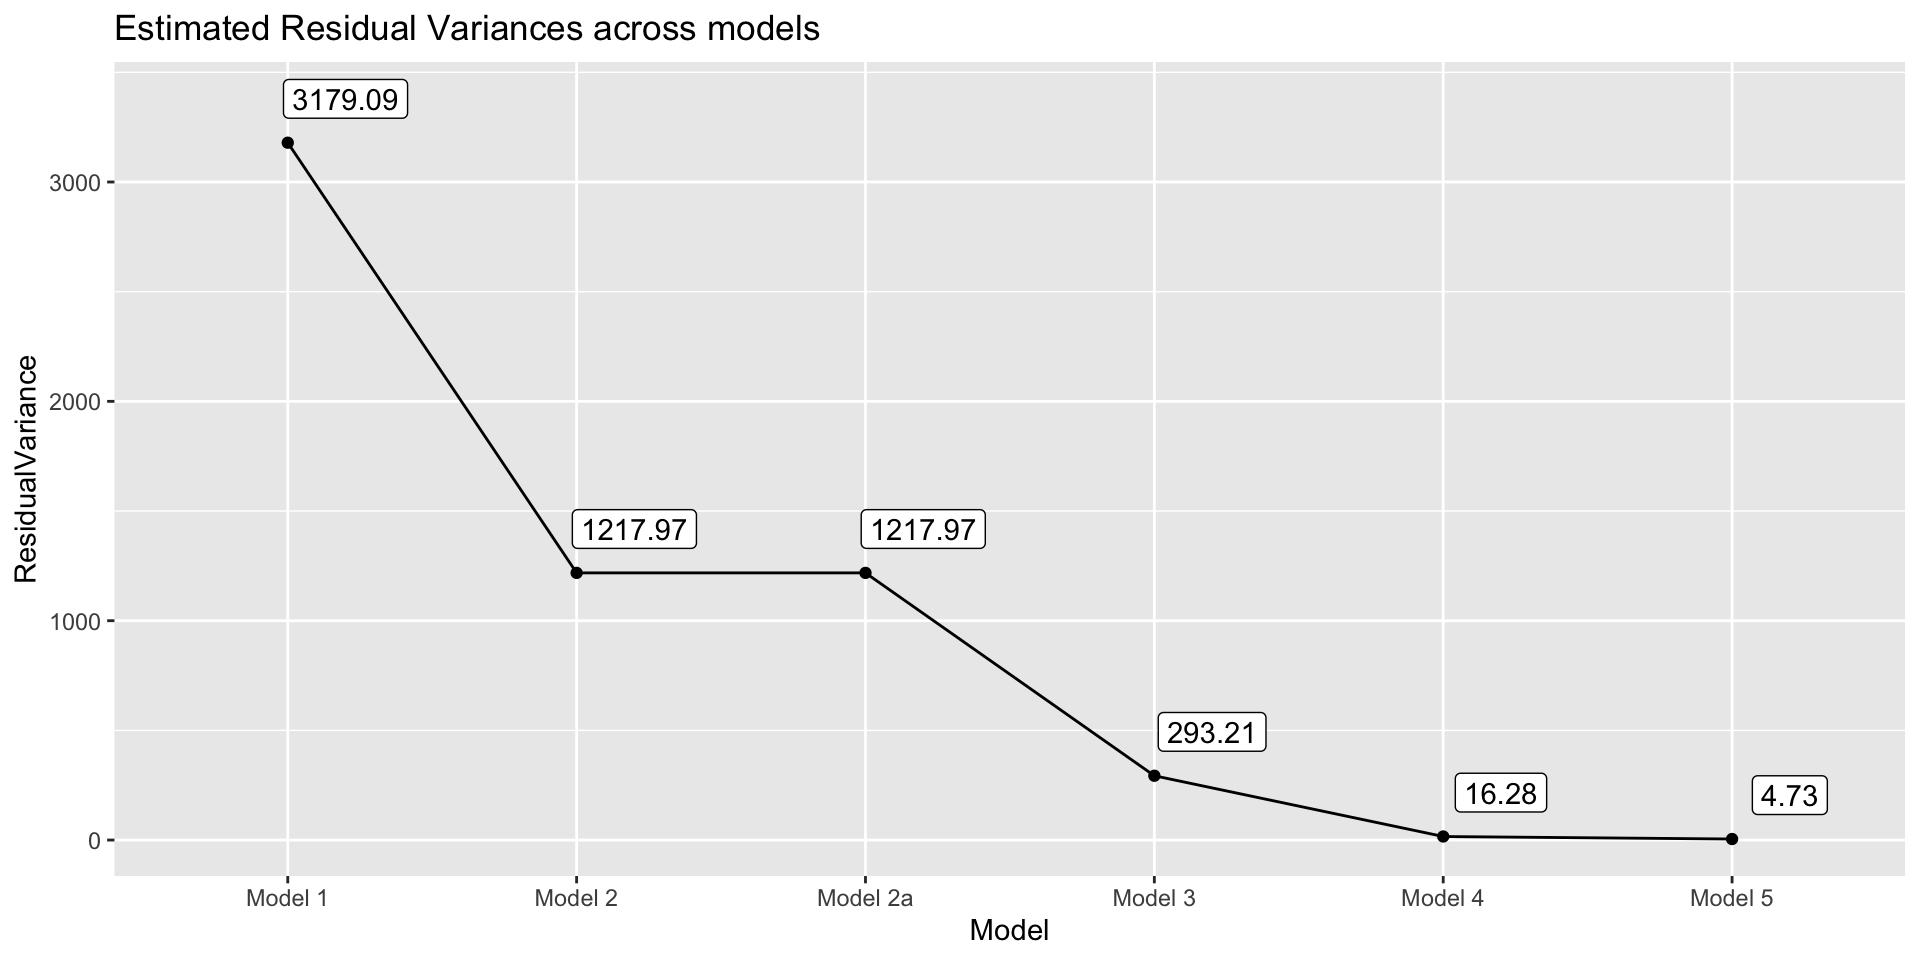 Estimated Residual Variances across models
3179.09
3000
2000
1217.97
1217.97
1000
293.21
16.28
4.73
0
ResidualVariance
Model 1
Model 2
Model 2a
Model 3
Model 4
Model 5
Model